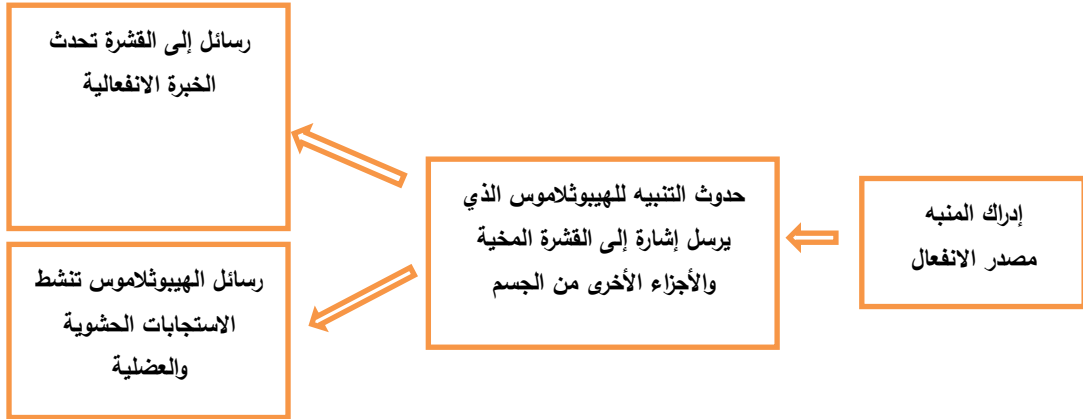 إدراك المنبه
مصدر الانفعال
حدوث التنبيه للهيبوثلاموس الذي
يرسل إشارة إلى القشرة المخية
والأجزاء الأخرى من الجسم
رسائل إلى القشرة تحدث
الخبرة الانفعالية
رسائل الهيبوثلاموس تنشط
الاستجابات الحشوية
والعضلية